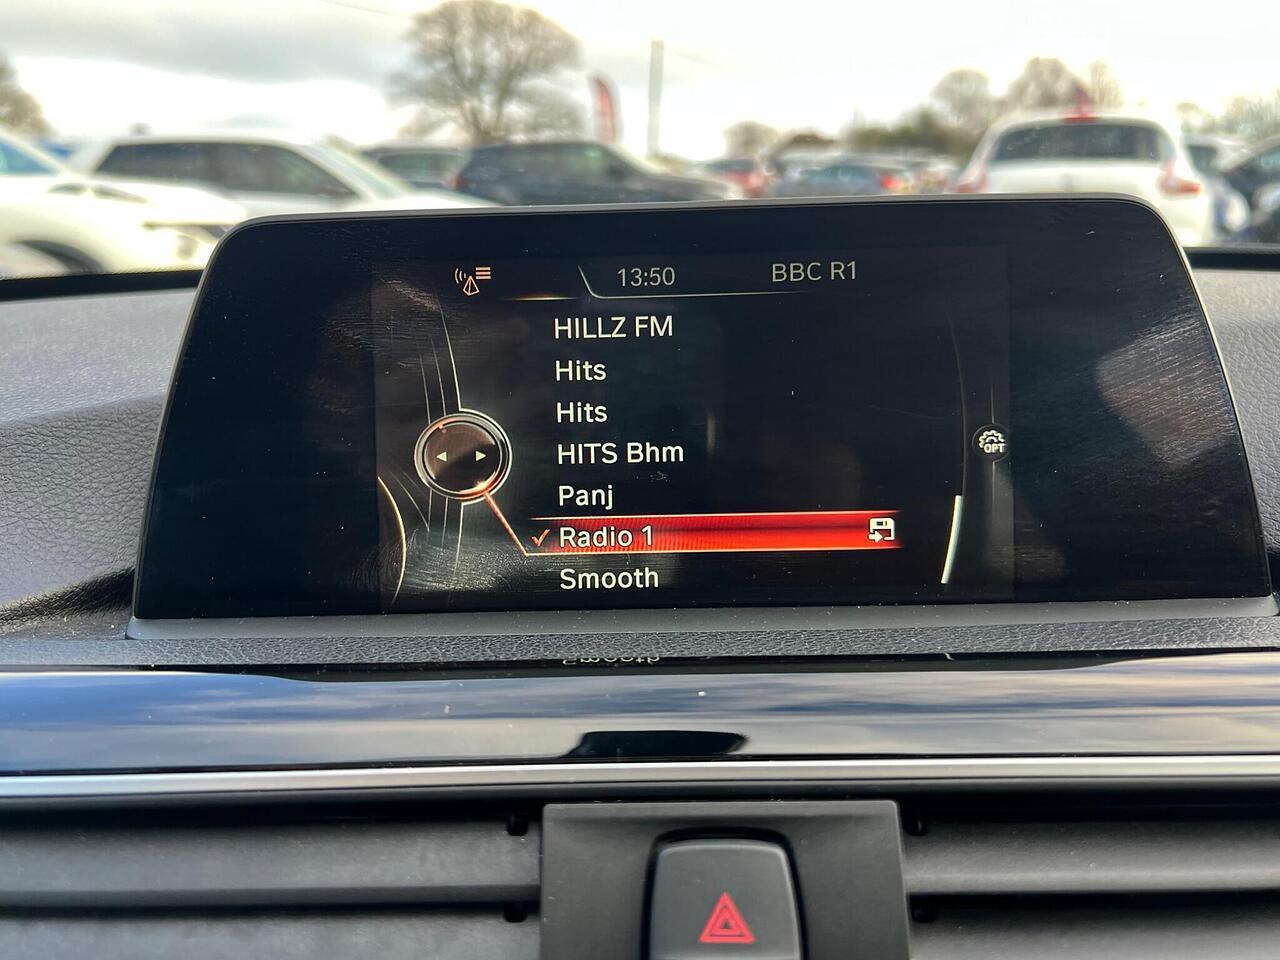 13:50 BBC R1
HILLZ FM
Hits
Hits
HITS Bhm
Panj
Radio 1
OPT
Smooth